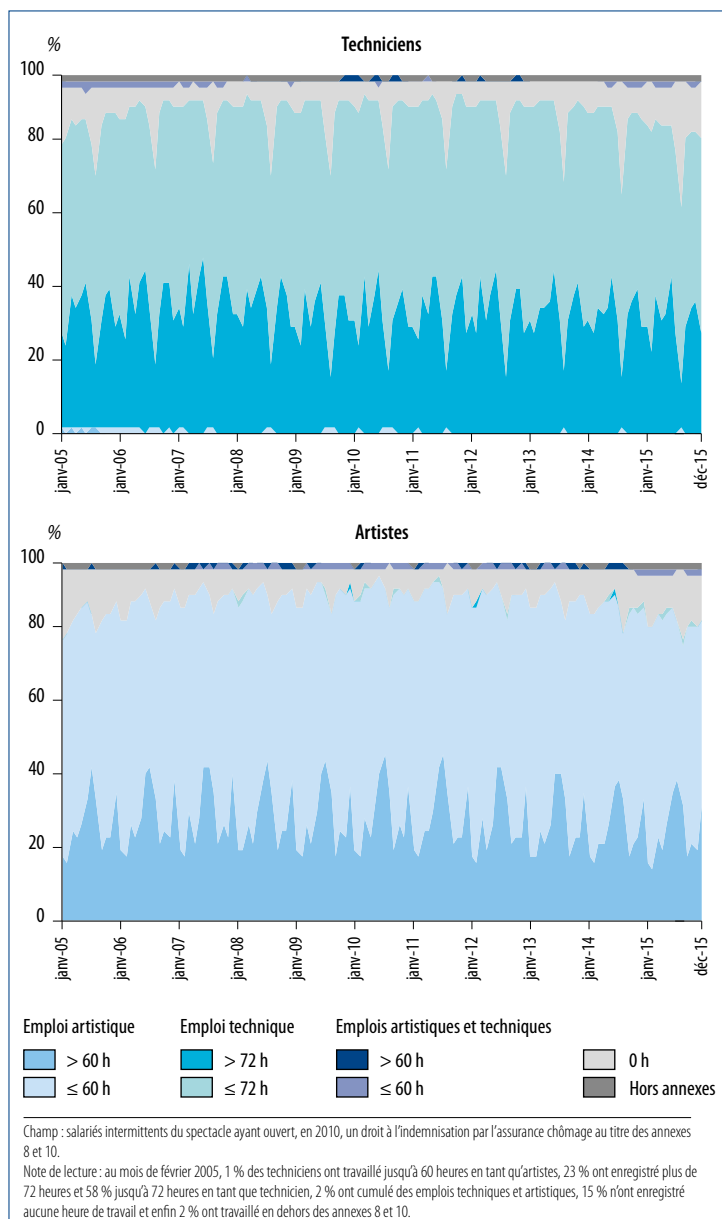 %
Techniciens
100
80
60
40
20
0
janv-05
janv-06
janv-07
janv-08
janv-09
janv-10
janv-11
janv-12
janv-13
janv-14
janv-15
déc-15
%
Artistes
100
80
60
40
20
0
janv-05
janv-06
janv-07
janv-08
janv-09
janv-10
janv-11
janv-12
janv-13
janv-14
janv-15
déc-15
Emploi artistique
Emploi technique
Emplois artistiques et techniques
> 60 h
> 72 h
> 60 h
0 h
≤ 60 h
≤ 72 h
≤ 60 h
Hors annexes
Champ : salariés intermittents du spectacle ayant ouvert, en 2010, un droit à l'indemnisation par l'assurance chômage au titre des annexes
8 et 10.
Note de lecture : au mois de février 2005, 1 % des techniciens ont travaillé jusqu'à 60 heures en tant qu'artistes, 23 % ont enregistré plus de
72 heures et 58 % jusqu'à 72 heures en tant que technicien, 2 % ont cumulé des emplois techniques et artistiques, 15 % n'ont enregistré
aucune heure de travail et enfin 2 % ont travaillé en dehors des annexes 8 et 10.